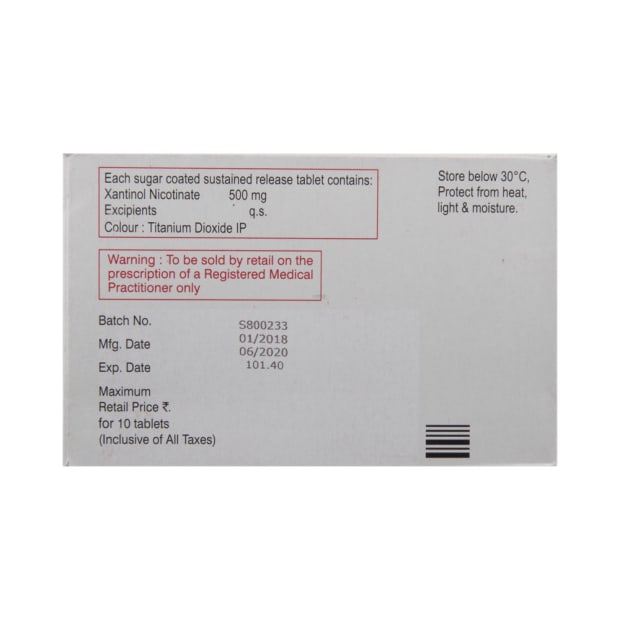 Each sugar coated sustained release tablet contains:
Xantinol Nicotinate 500 mg
Excipients q.s.
Colour : Titanium Dioxide IP
Store below 30°C,
Protect from heat,
light & moisture.
Warning : To be sold by retail on the
prescription of a Registered Medical
Practitioner only
Batch No. S800233
Mfg. Date 01/2018
Exp. Date 06/2020
101.40
Maximum
Retail Price ₹.
for 10 tablets
(Inclusive of All Taxes)